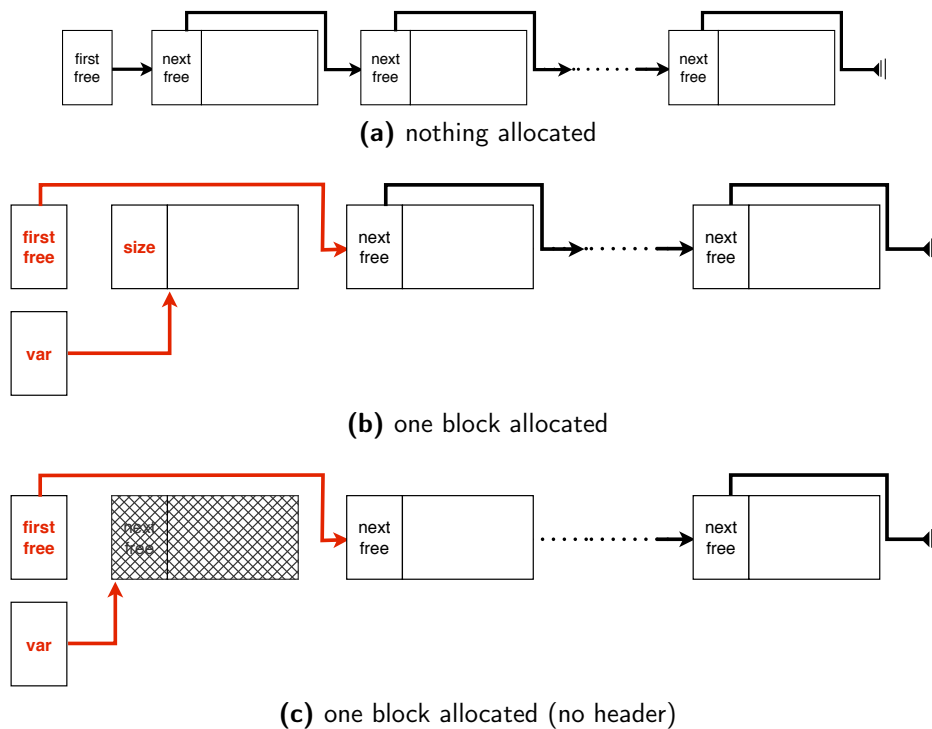 first
free
next
free
next
free
next
free
(a) nothing allocated
first
free
size
next
free
next
free
var
(b) one block allocated
first
free
next
free
next
free
next
free
var
(c) one block allocated (no header)